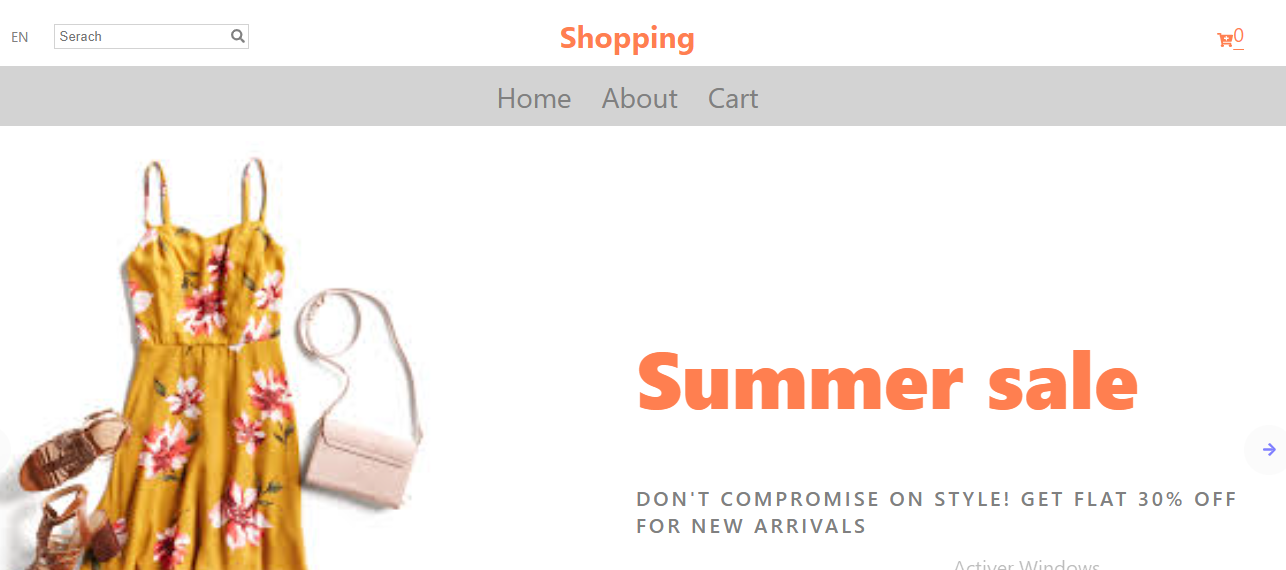 EN
Serach
Shopping
0
Home About Cart
Summer sale
DON'T COMPROMISE ON STYLE! GET FLAT 30% OFF
FOR NEW ARRIVALS
Activer Windows